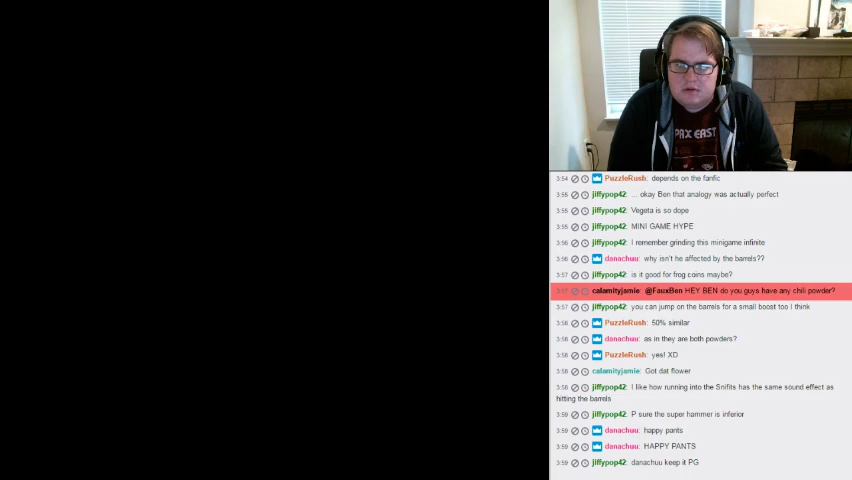 PAX EAST
3:54 PuzzleRush: depends on the fanfic
3:55 jiffypop42: ... okay Ben that analogy was actually perfect
3:55 jiffypop42: Vegeta is so dope
3:55 jiffypop42: MINI GAME HYPE
3:56 jiffypop42: I remember grinding this minigame infinite
3:56 danachuu: why isn't he affected by the barrels??
3:57 jiffypop42: is it good for frog coins maybe?
3:57 calamityjamie: @FauxBen HEY BEN do you guys have any chili powder?
3:57 jiffypop42: you can jump on the barrels for a small boost too I think
3:58 PuzzleRush: 50% similar
3:58 danachuu: as in they are both powders?
3:58 PuzzleRush: yes! XD
3:58 calamityjamie: Got dat flower
3:58 jiffypop42: I like how running into the Snifits has the same sound effect as
hitting the barrels
3:59 jiffypop42: P sure the super hammer is inferior
3:59 danachuu: happy pants
3:59 danachuu: HAPPY PANTS
3:59 jiffypop42: danachuu keep it PG